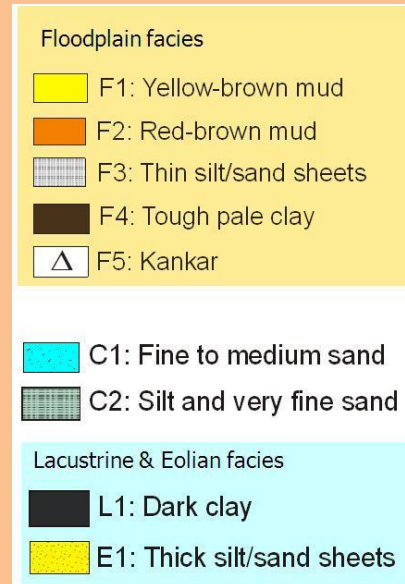 Floodplain facies
F1: Yellow-brown mud
F2: Red-brown mud
F3: Thin silt/sand sheets
F4: Tough pale clay
Δ F5: Kankar
C1: Fine to medium sand
C2: Silt and very fine sand
Lacustrine & Eolian facies
L1: Dark clay
E1: Thick silt/sand sheets